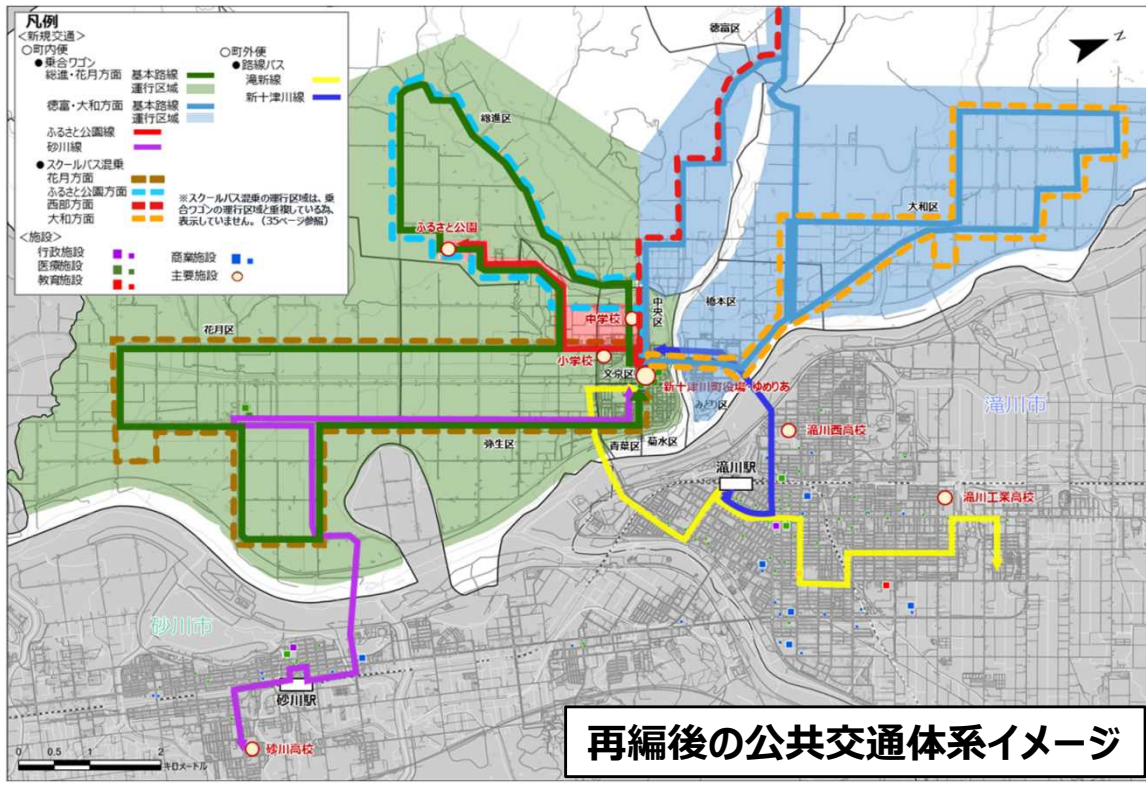 凡例
<新規交通>
○町内便
●乗合ワゴン
総進・花月方面 基本路線
運行区域
徳富・大和方面 基本路線
運行区域
ふるさと公園線
砂川線
●スクールバス混乗
花月方面
ふるさと公園方面
西部方面
大和方面
○町外便
●路線バス
滝新線
新十津川線
※スクールバス混乗の運行区域は、乗
合ワゴンの運行区域と重複している為、
表示していません。(35ページ参照)
<施設>
行政施設
医療施設
教育施設
商業施設
主要施設
徳富区
N
総進区
大和区
ふるさと公園
中央区
橋本区
中学校
花月区
小学校
文京区
新十津川町役場・ゆめりあ
みどり区
滝川市
弥生区
青葉区
菊水区
滝川西高校
滝川駅
滝川工業高校
砂川市
砂川駅
砂川高校
0 0.5 1 2
キロメートル
再編後の公共交通体系イメージ